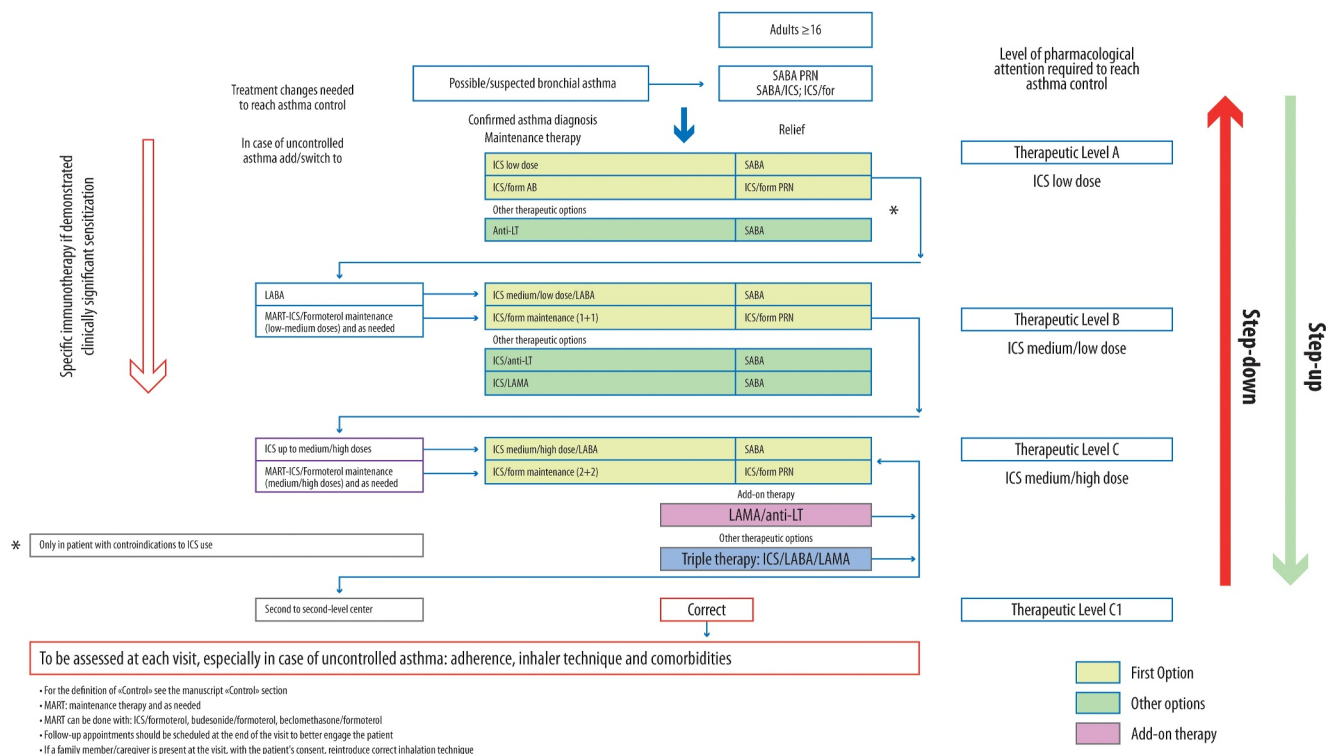 Adults ≥16
Possible/suspected bronchial asthma
SABA PRN
SABA/ICS; ICS/for
Level of pharmacological
attention required to reach
asthma control
Treatment changes needed
to reach asthma control
In case of uncontrolled
asthma add/switch to
Confirmed asthma diagnosis
Maintenance therapy
Relief
ICS low dose
SABA
ICS/form AB
ICS/form PRN
Other therapeutic options
Anti-LT
SABA
*
Therapeutic Level A
ICS low dose
Specific immunotherapy if demonstrated
clinically significant sensitization
LABA
MART-ICS/Formoterol maintenance
(low-medium doses) and as needed
ICS medium/low dose/LABA
SABA
ICS/form maintenance (1+1)
ICS/form PRN
Other therapeutic options
ICS/anti-LT
SABA
ICS/LAMA
SABA
Therapeutic Level B
ICS medium/low dose
Step-down
Step-up
ICS up to medium/high doses
MART-ICS/Formoterol maintenance
(medium/high doses) and as needed
ICS medium/high dose/LABA
SABA
ICS/form maintenance (2+2)
ICS/form PRN
Add-on therapy
LAMA/anti-LT
Other therapeutic options
Triple therapy: ICS/LABA/LAMA
Therapeutic Level C
ICS medium/high dose
* Only in patient with controindications to ICS use
Second to second-level center
Correct
Therapeutic Level C1
To be assessed at each visit, especially in case of uncontrolled asthma: adherence, inhaler technique and comorbidities
• For the definition of «Control» see the manuscript «Control» section
• MART: maintenance therapy and as needed
• MART can be done with: ICS/formoterol, budesonide/formoterol, beclomethasone/formoterol
• Follow-up appointments should be scheduled at the end of the visit to better engage the patient
• If a family member/caregiver is present at the visit, with the patient's consent, reintroduce correct inhalation technique
First Option
Other options
Add-on therapy